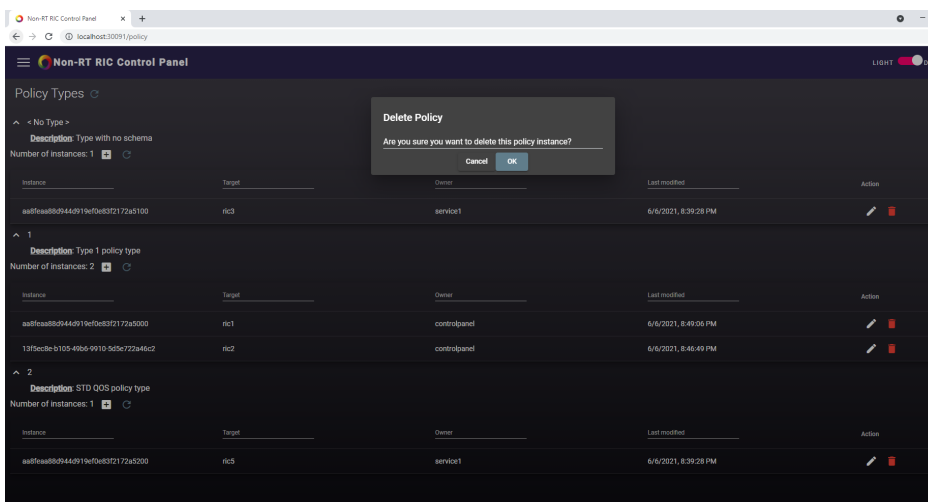 Non-RT RIC Control Panel
localhost:30091/policy
Non-RT RIC Control Panel
LIGHT D
Policy Types
Delete Policy
Are you sure you want to delete this policy instance?
Cancel OK
< No Type >
Description: Type with no schema
Number of instances: 1
Instance Target Owner Last modified Action
aa8feaa88d944d919ef0e83f2172a5100 ric3 service1 6/6/2021, 8:39:28 PM
1
Description: Type 1 policy type
Number of instances: 2
Instance Target Owner Last modified Action
aa8feaa88d944d919ef0e83f2172a5000 ric1 controlpanel 6/6/2021, 8:49:06 PM
13f5ec8e-b105-49b6-9910-5d5e722a46c2 ric2 controlpanel 6/6/2021, 8:46:49 PM
2
Description: STD QOS policy type
Number of instances: 1
Instance Target Owner Last modified Action
aa8feaa88d944d919ef0e83f2172a5200 ric5 service1 6/6/2021, 8:39:28 PM